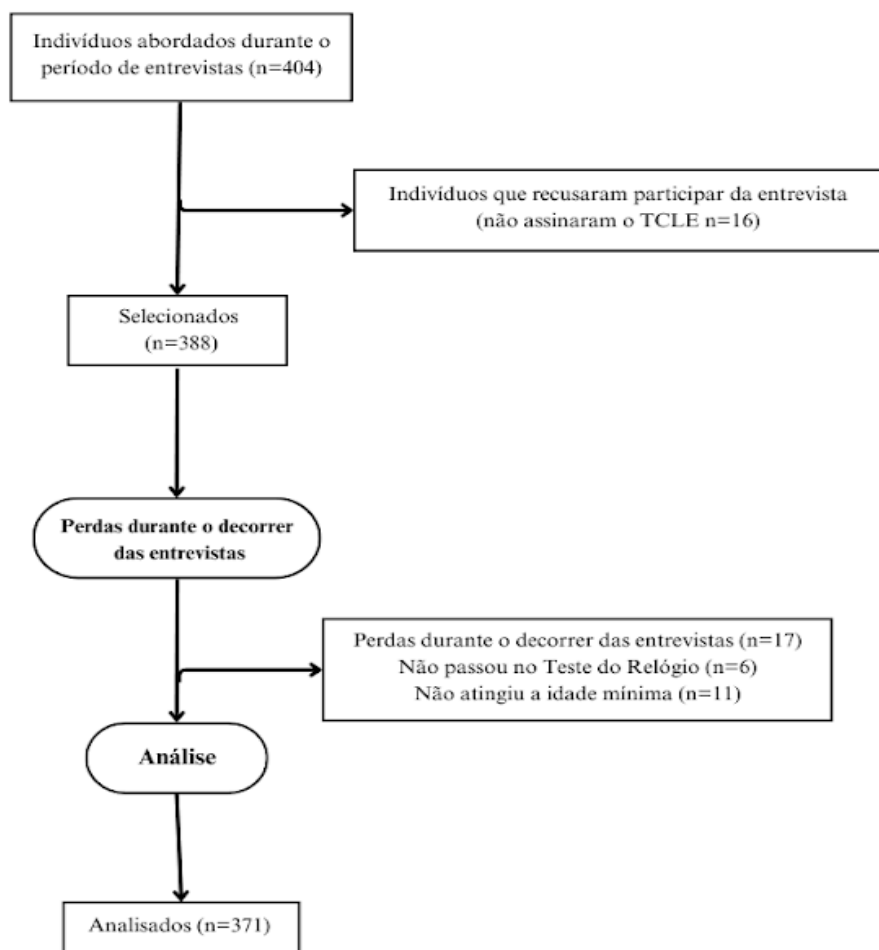 Indivíduos abordados durante o
período de entrevistas (n=404)
Indivíduos que recusaram participar da entrevista
(não assinaram o TCLE n=16)
Selecionados
(n=388)
Perdas durante o decorrer
das entrevistas
Perdas durante o decorrer das entrevistas (n=17)
Não passou no Teste do Relógio (n=6)
Não atingiu a idade mínima (n=11)
Análise
Analisados (n=371)